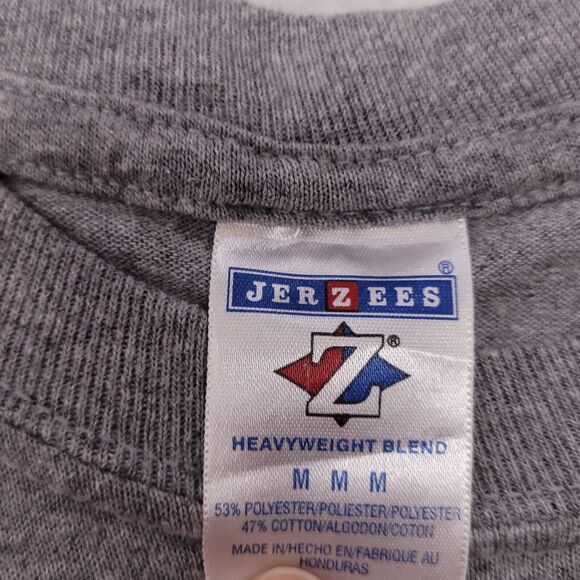 JERZEES®
Z®
HEAVYWEIGHT BLEND
M M M
53% POLYESTER/POLIESTER/POLYESTER
47% COTTON/ALGODON/COTON
MADE IN/HECHO EN/FABRIQUE AU
HONDURAS